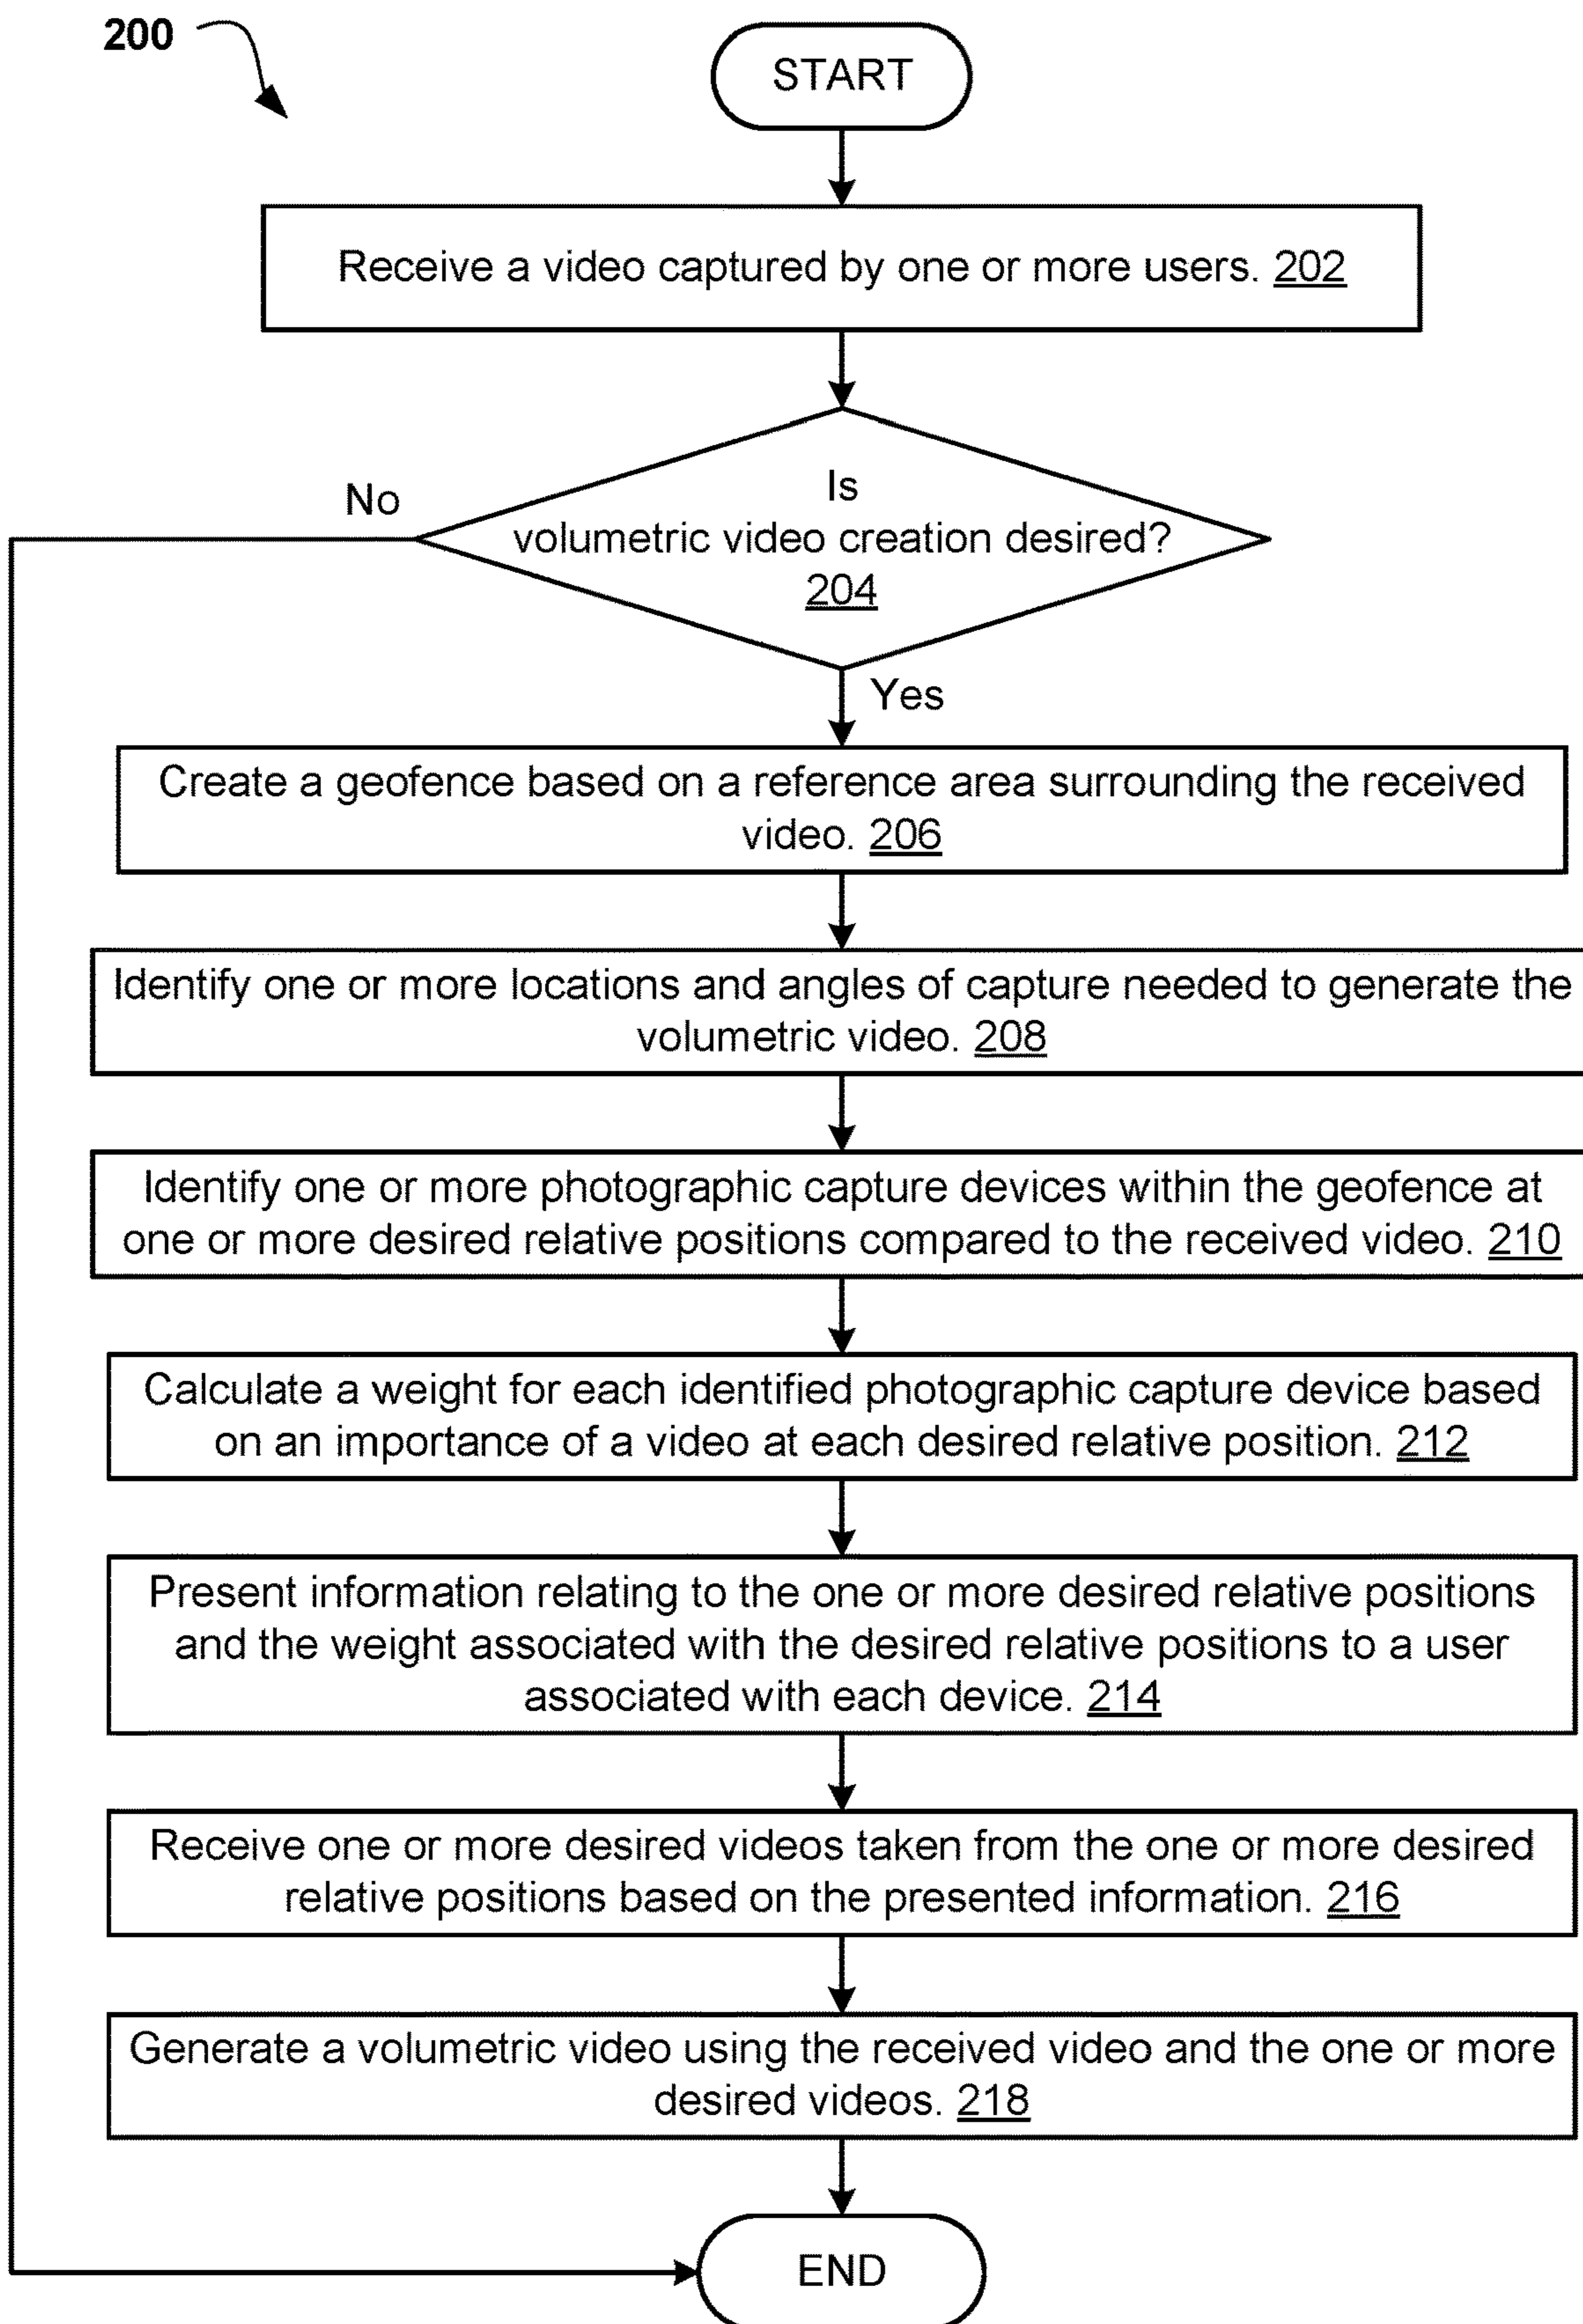 200
START
Receive a video captured by one or more users. 202
Is
volumetric video creation desired?
204
No
Yes
Create a geofence based on a reference area surrounding the received
video. 206
Identify one or more locations and angles of capture needed to generate the
volumetric video. 208
Identify one or more photographic capture devices within the geofence at
one or more desired relative positions compared to the received video. 210
Calculate a weight for each identified photographic capture device based
on an importance of a video at each desired relative position. 212
Present information relating to the one or more desired relative positions
and the weight associated with the desired relative positions to a user
associated with each device. 214
Receive one or more desired videos taken from the one or more desired
relative positions based on the presented information. 216
Generate a volumetric video using the received video and the one or more
desired videos. 218
END